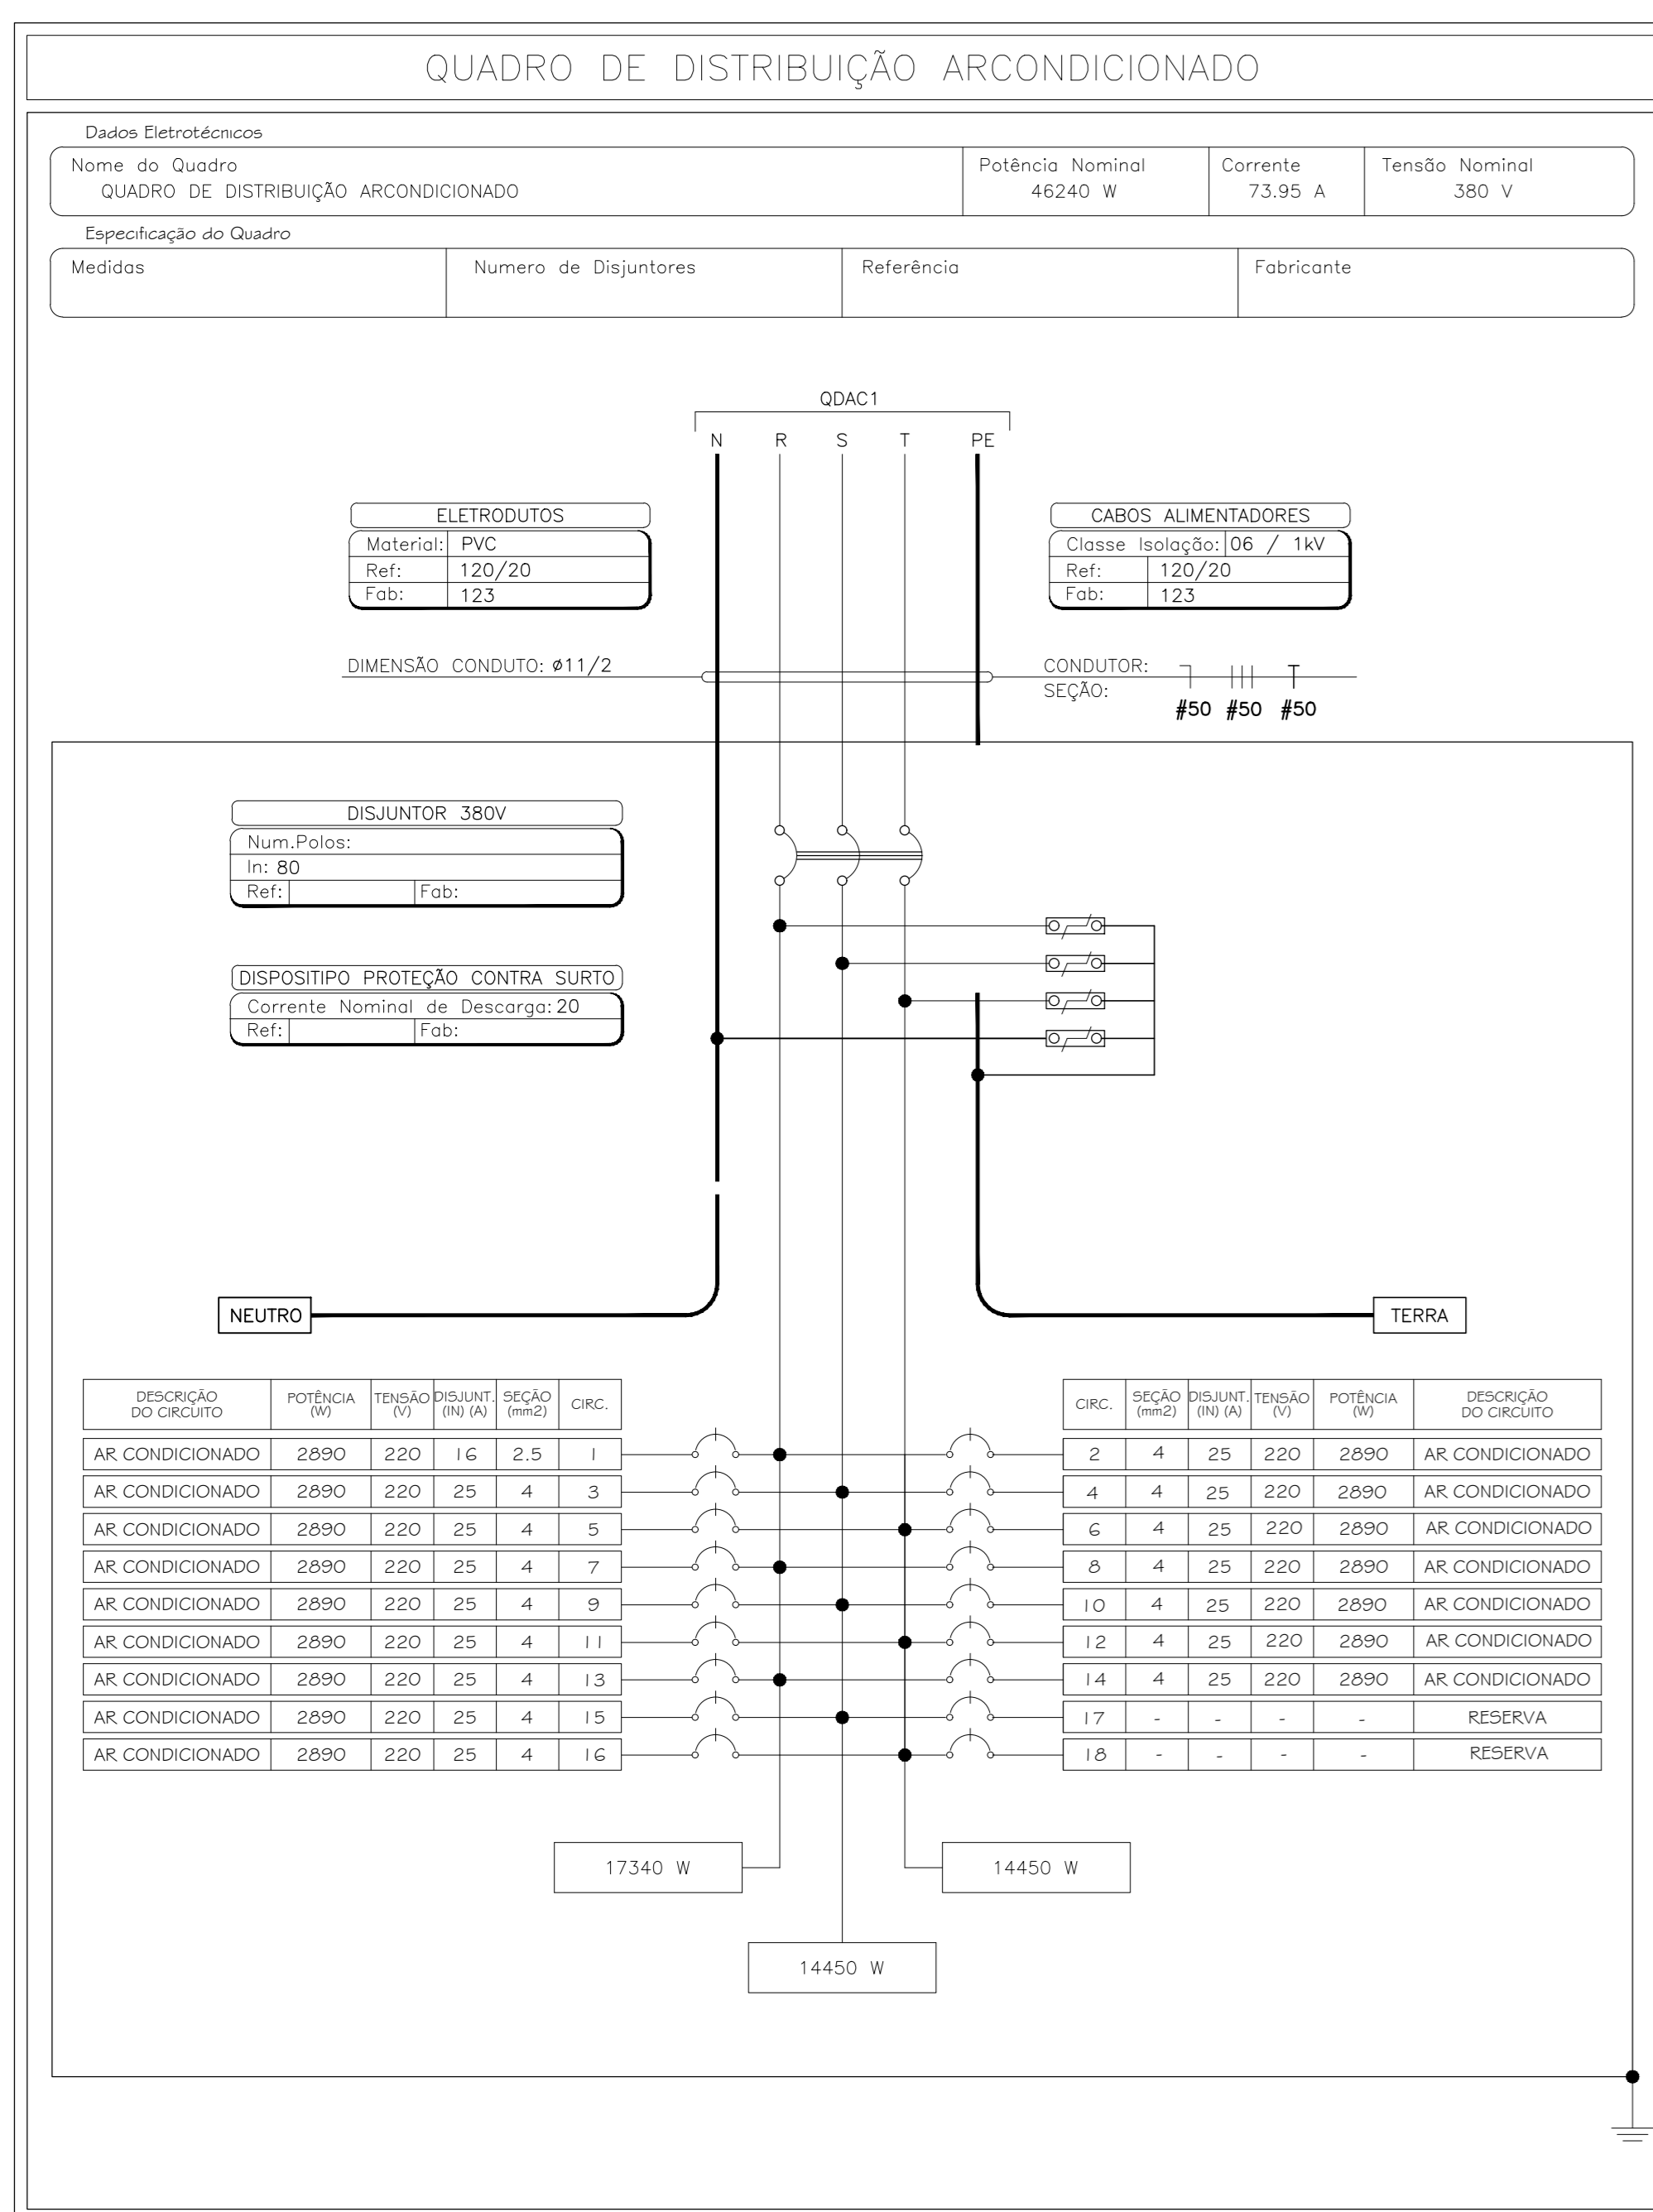 QUADRO DE DISTRIBUIÇÃO ARCONDICIONADO
Dados Eletrotécnicos
Nome do Quadro
QUADRO DE DISTRIBUIÇÃO ARCONDICIONADO
Potência Nominal
46240 W
Corrente
73.95 A
Tensão Nominal
380 V
Especificação do Quadro
Medidas
Numero de Disjuntores
Referência
Fabricante
QDAC1
N R S T PE
ELETRODUTOS
Material: PVC
Ref: 120/20
Fab: 123
CABOS ALIMENTADORES
Classe Isolação: 06 / 1kV
Ref: 120/20
Fab: 123
DIMENSÃO CONDUTO: ø11/2
CONDUTOR:
SEÇÃO:
#50 #50 #50
DISJUNTOR 380V
Num.Polos:
In: 80
Ref: Fab:
DISPOSITIPO PROTEÇÃO CONTRA SURTO
Corrente Nominal de Descarga: 20
Ref: Fab:
NEUTRO
TERRA
DESCRIÇÃO DO CIRCUITO POTÊNCIA (W) TENSÃO (V) DISJUNT. (IN) (A) SEÇÃO (mm2) CIRC.
AR CONDICIONADO 2890 220 16 2.5 1
AR CONDICIONADO 2890 220 25 4 3
AR CONDICIONADO 2890 220 25 4 5
AR CONDICIONADO 2890 220 25 4 7
AR CONDICIONADO 2890 220 25 4 9
AR CONDICIONADO 2890 220 25 4 11
AR CONDICIONADO 2890 220 25 4 13
AR CONDICIONADO 2890 220 25 4 15
AR CONDICIONADO 2890 220 25 4 16
CIRC. SEÇÃO (mm2) DISJUNT. (IN) (A) TENSÃO (V) POTÊNCIA (W) DESCRIÇÃO DO CIRCUITO
2 4 25 220 2890 AR CONDICIONADO
4 4 25 220 2890 AR CONDICIONADO
6 4 25 220 2890 AR CONDICIONADO
8 4 25 220 2890 AR CONDICIONADO
10 4 25 220 2890 AR CONDICIONADO
12 4 25 220 2890 AR CONDICIONADO
14 4 25 220 2890 AR CONDICIONADO
17 - - - - RESERVA
18 - - - - RESERVA
17340 W
14450 W
14450 W